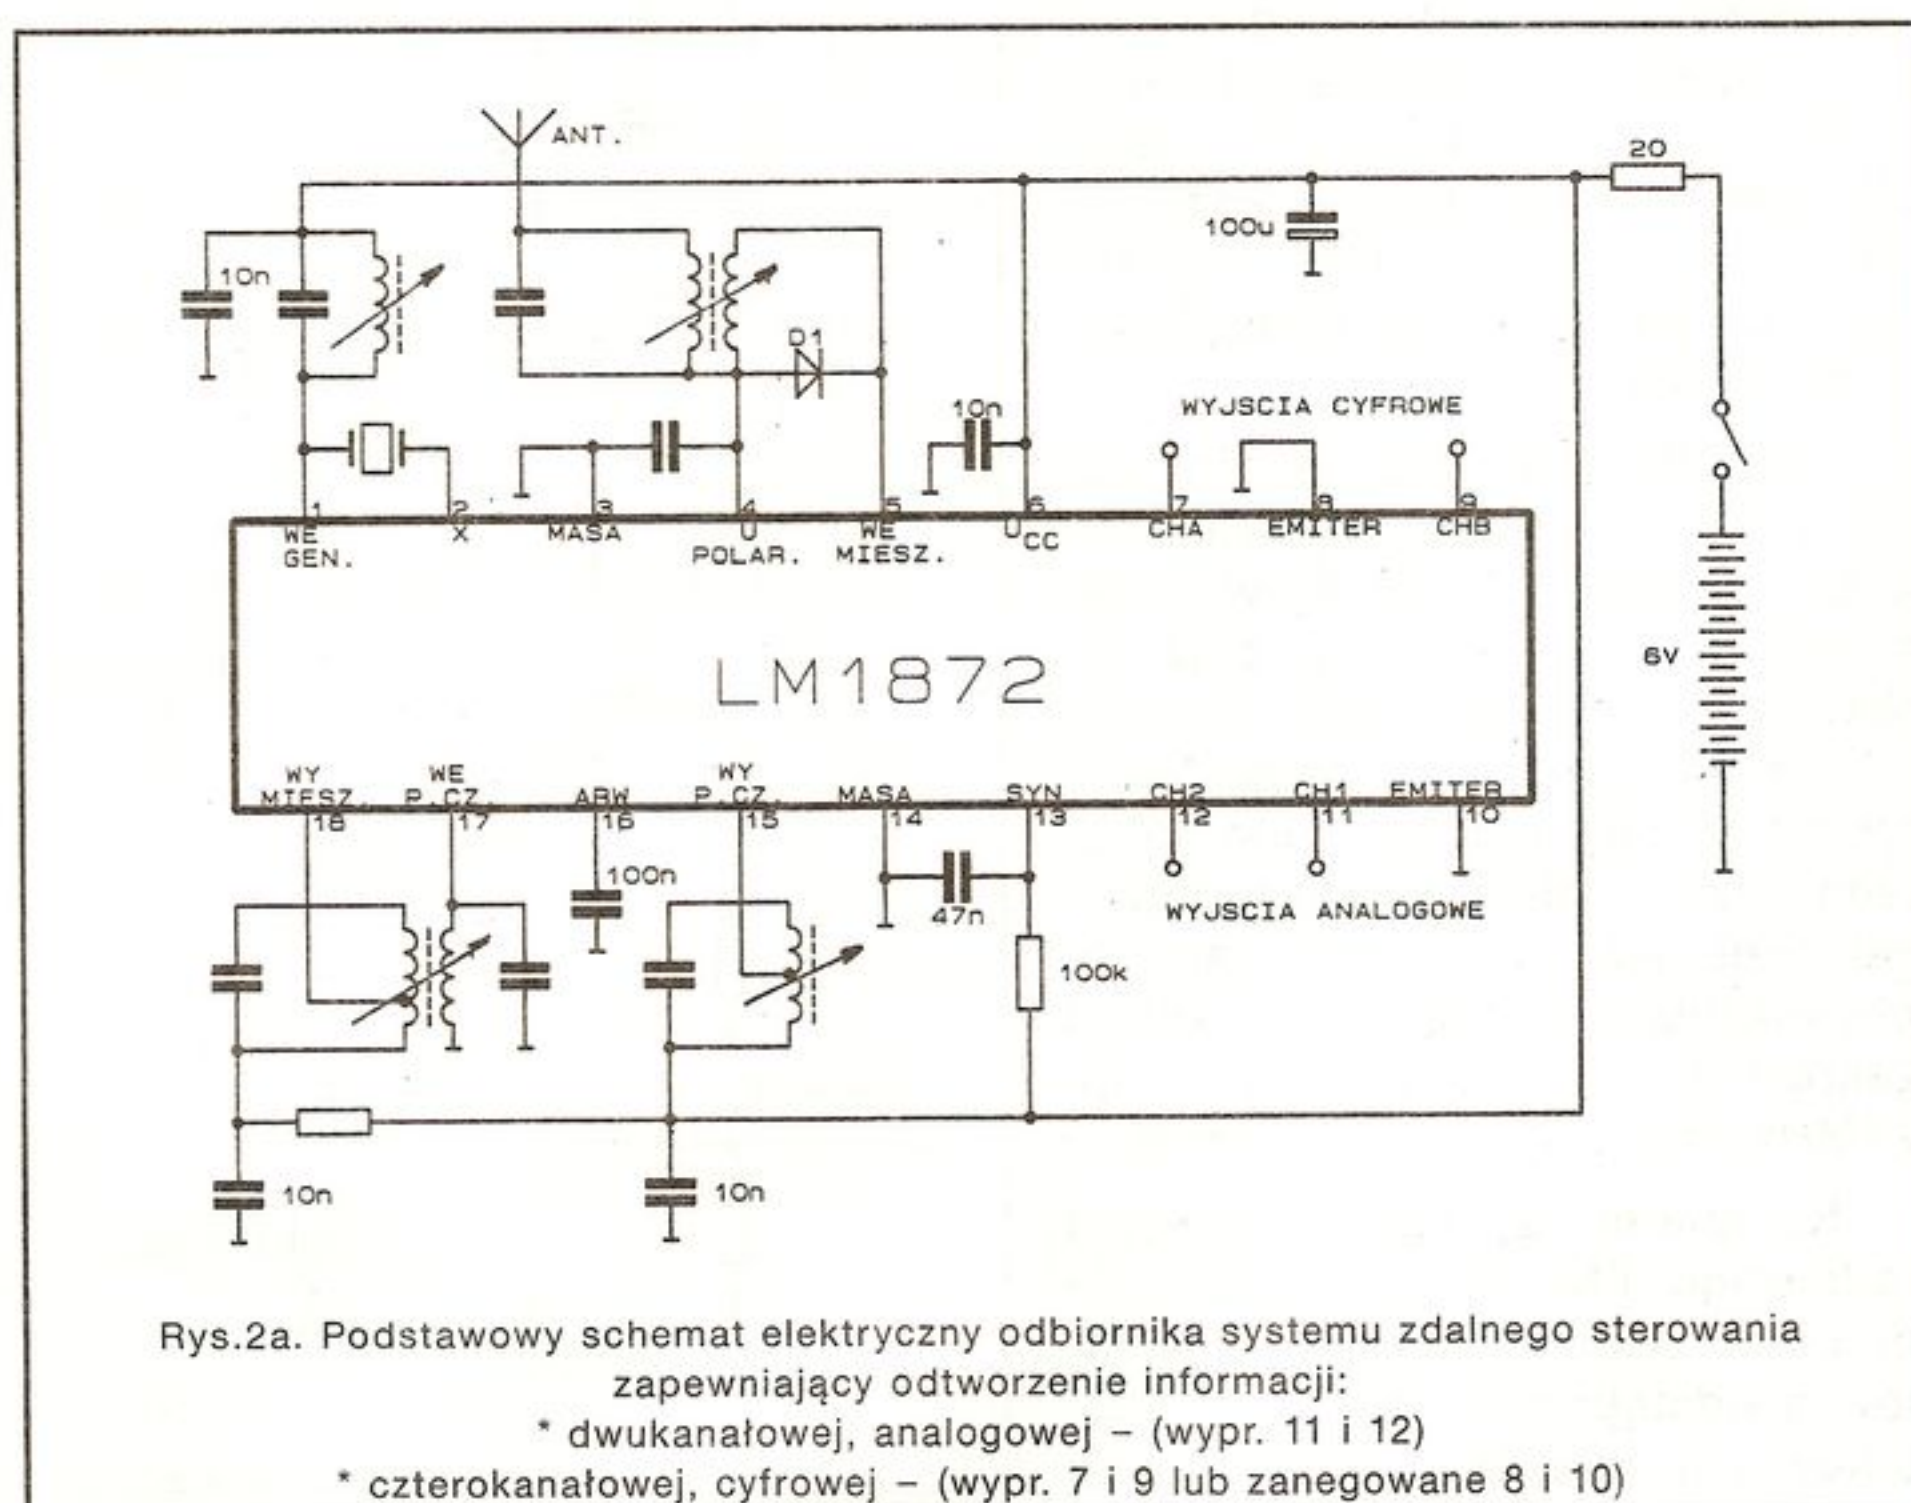 ANT.
20
100u
10n
D1
10n
WYJSCIA CYFROWE
1 2 3 4 5 6 7 8 9
WE GEN.
X
MASA
U POLAR.
WE MIESZ.
UCC
CHA
EMITER
CHB
6V
LM1872
WY MIESZ.
WE P.CZ.
ARW
WY P.CZ.
MASA
SYN
CH2
CH1
EMITER
18 17 16 15 14 13 12 11 10
100n
47n
WYJSCIA ANALOGOWE
100k
10n
10n
Rys.2a. Podstawowy schemat elektryczny odbiornika systemu zdalnego sterowania
zapewniający odtworzenie informacji:
* dwukanałowej, analogowej – (wypr. 11 i 12)
* czterokanałowej, cyfrowej – (wypr. 7 i 9 lub zanegowane 8 i 10)